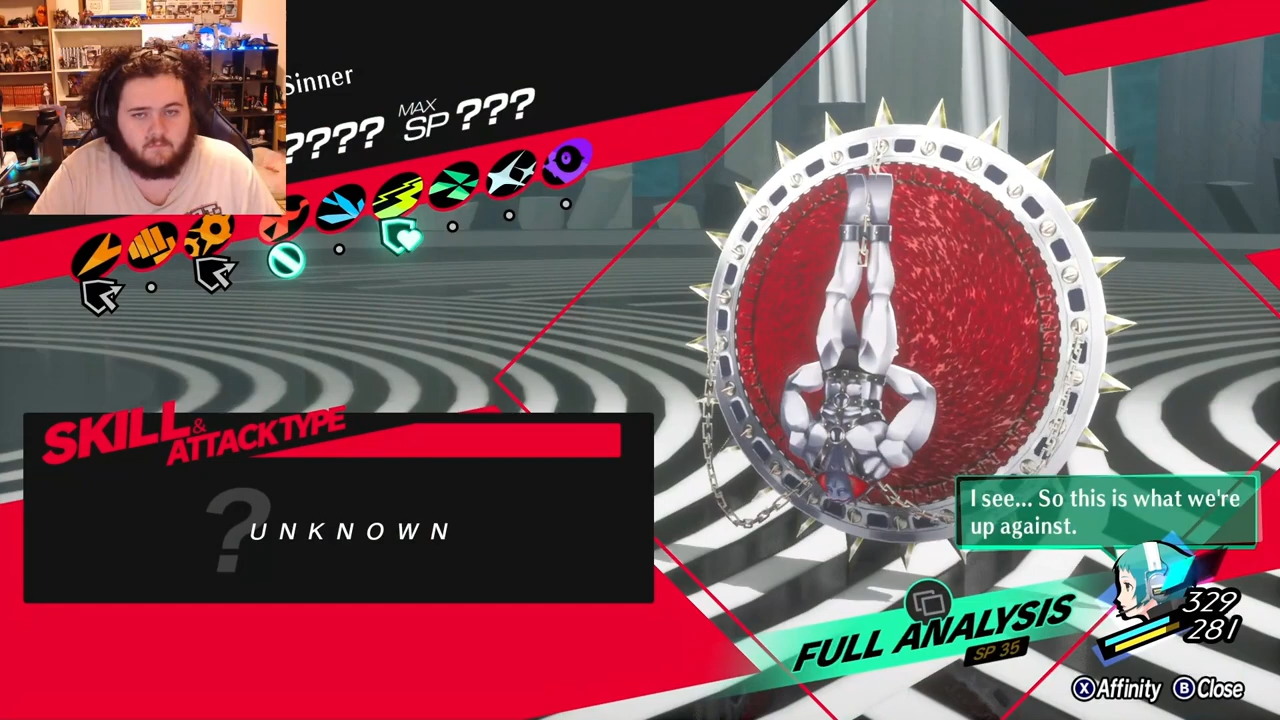 Sinner
???? MAX SP ???
SKILL & ATTACK TYPE
? UNKNOWN
I see... So this is what we're
up against.
FULL ANALYSIS
SP 35
329
281
X Affinity B Close